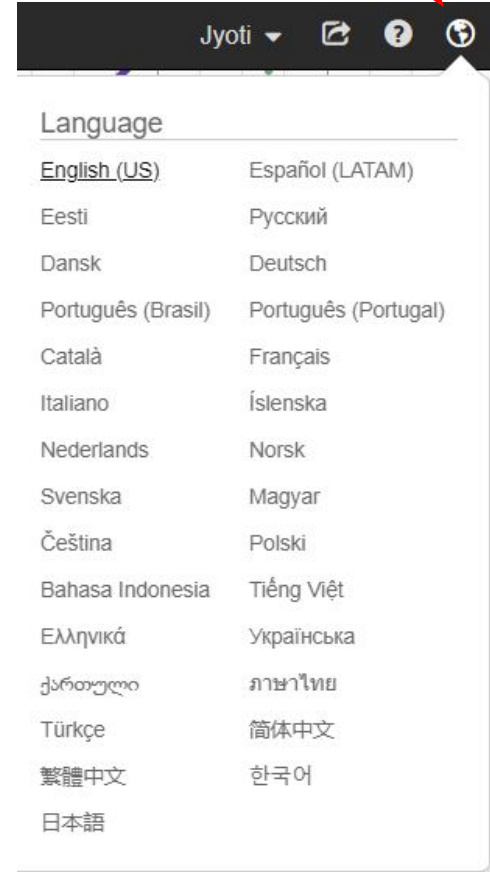 Jyoti
Language
English (US) Español (LATAM)
Eesti Русский
Dansk Deutsch
Português (Brasil) Português (Portugal)
Català Français
Italiano Íslenska
Nederlands Norsk
Svenska Magyar
Čeština Polski
Bahasa Indonesia Tiếng Việt
Ελληνικά Українська
ქართული ภาษาไทย
Türkçe 简体中文
繁體中文 한국어
日本語